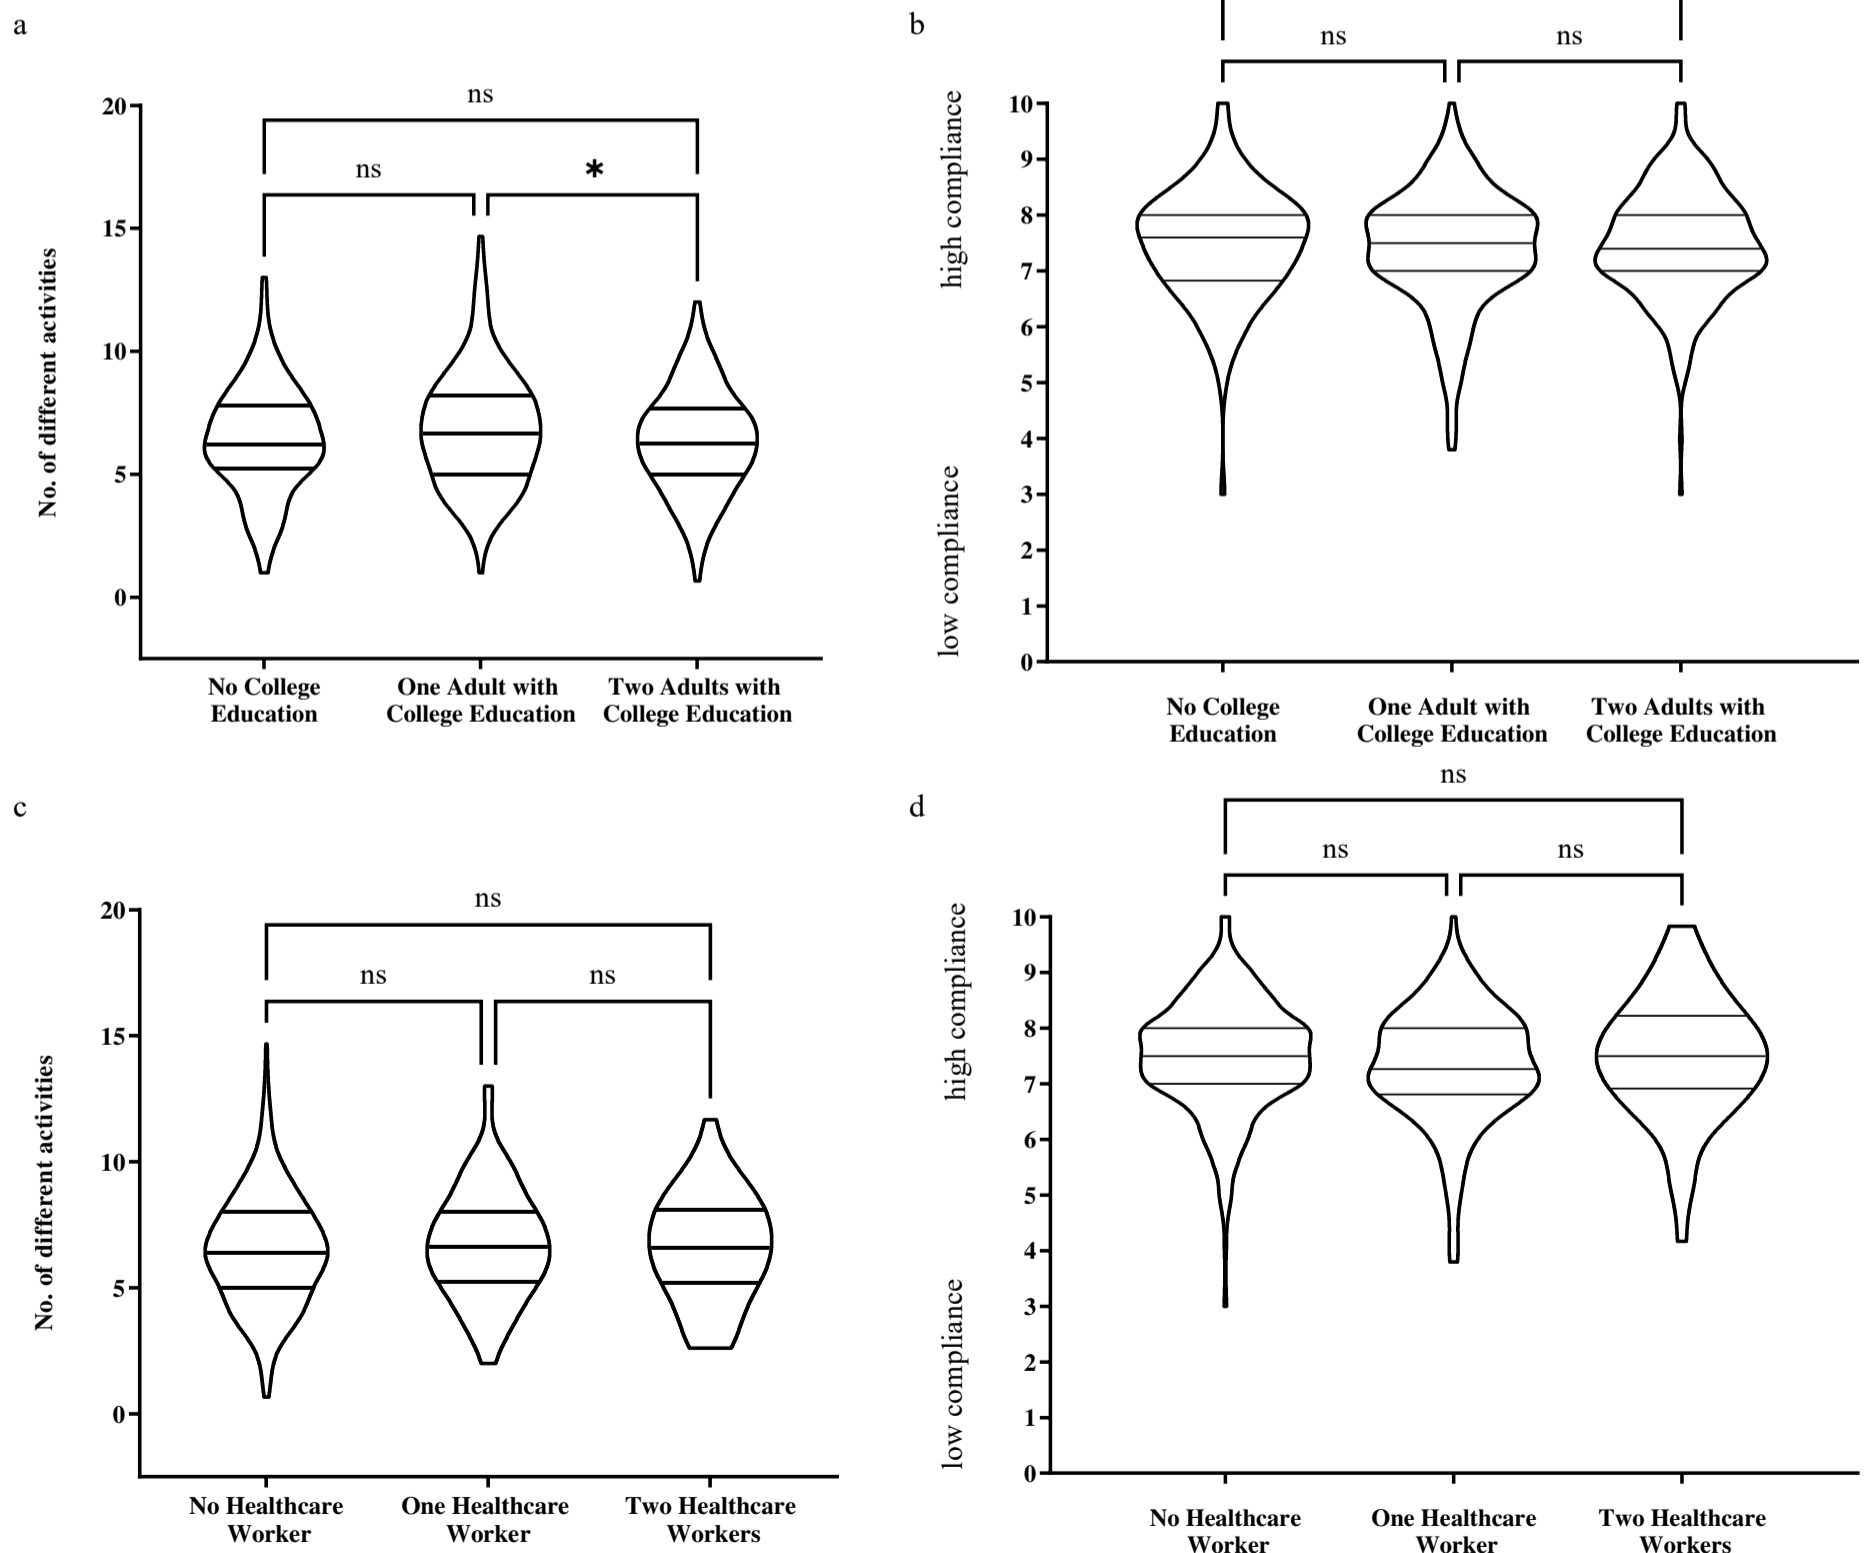 a
ns
ns
*
20
15
10
5
0
No. of different activities
No College
Education
One Adult with
College Education
Two Adults with
College Education
b
ns
ns
high compliance
low compliance
10
9
8
7
6
5
4
3
2
1
0
No College
Education
One Adult with
College Education
Two Adults with
College Education
c
ns
ns
ns
20
15
10
5
0
No. of different activities
No Healthcare
Worker
One Healthcare
Worker
Two Healthcare
Workers
d
ns
ns
ns
high compliance
low compliance
10
9
8
7
6
5
4
3
2
1
0
No Healthcare
Worker
One Healthcare
Worker
Two Healthcare
Workers